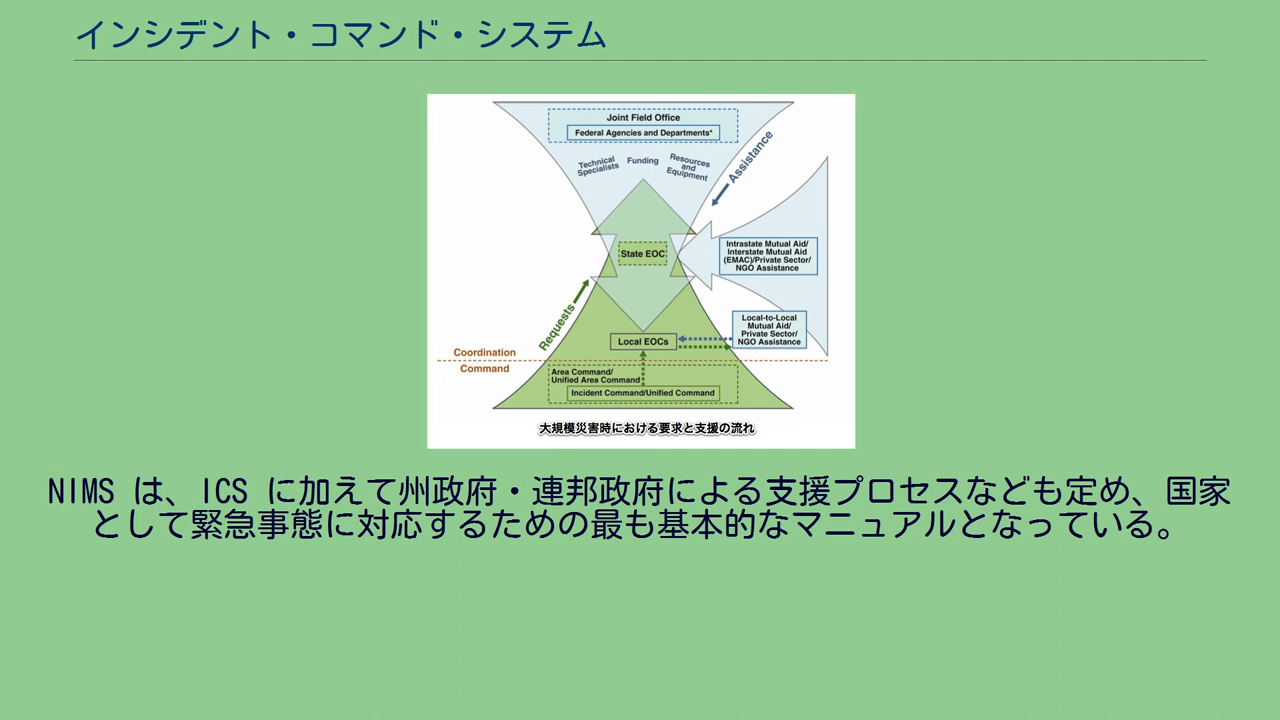 インシデント・コマンド・システム
Joint Field Office
Federal Agencies and Departments*
Technical
Specialists
Funding
Resources
and
Equipment
Assistance
State EOC
Intrastate Mutual Aid/
Interstate Mutual Aid
(EMAC)/Private Sector/
NGO Assistance
Requests
Local-to-Local
Mutual Aid/
Private Sector/
NGO Assistance
Local EOCs
Coordination
Command
Area Command/
Unified Area Command
Incident Command/Unified Command
大規模災害時における要求と支援の流れ
NIMS は、ICS に加えて州政府・連邦政府による支援プロセスなども定め、国家
として緊急事態に対応するための最も基本的なマニュアルとなっている。